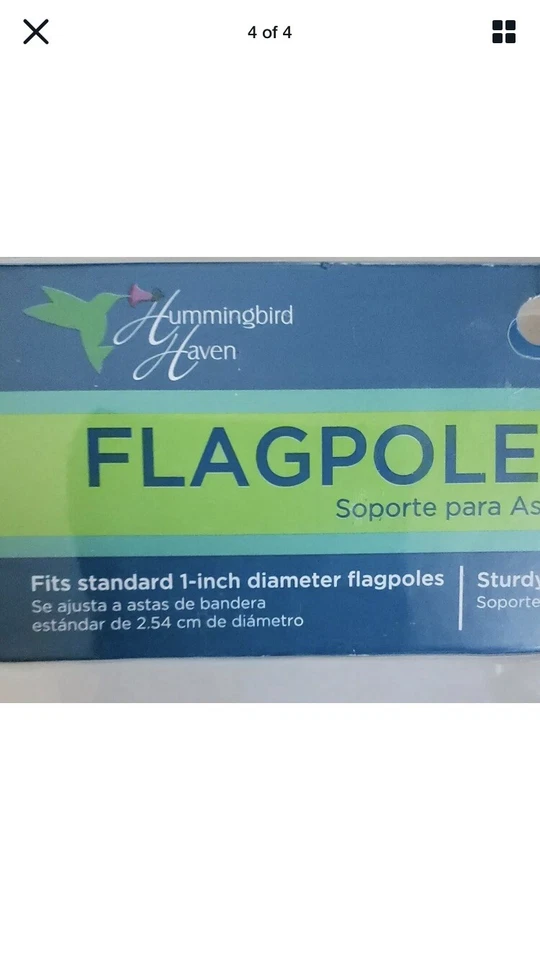 4 of 4
Hummingbird
Haven
FLAGPOLE
Soporte para As
Fits standard 1-inch diameter flagpoles
Se ajusta a astas de bandera
estándar de 2.54 cm de diámetro
Sturdy
Soporte